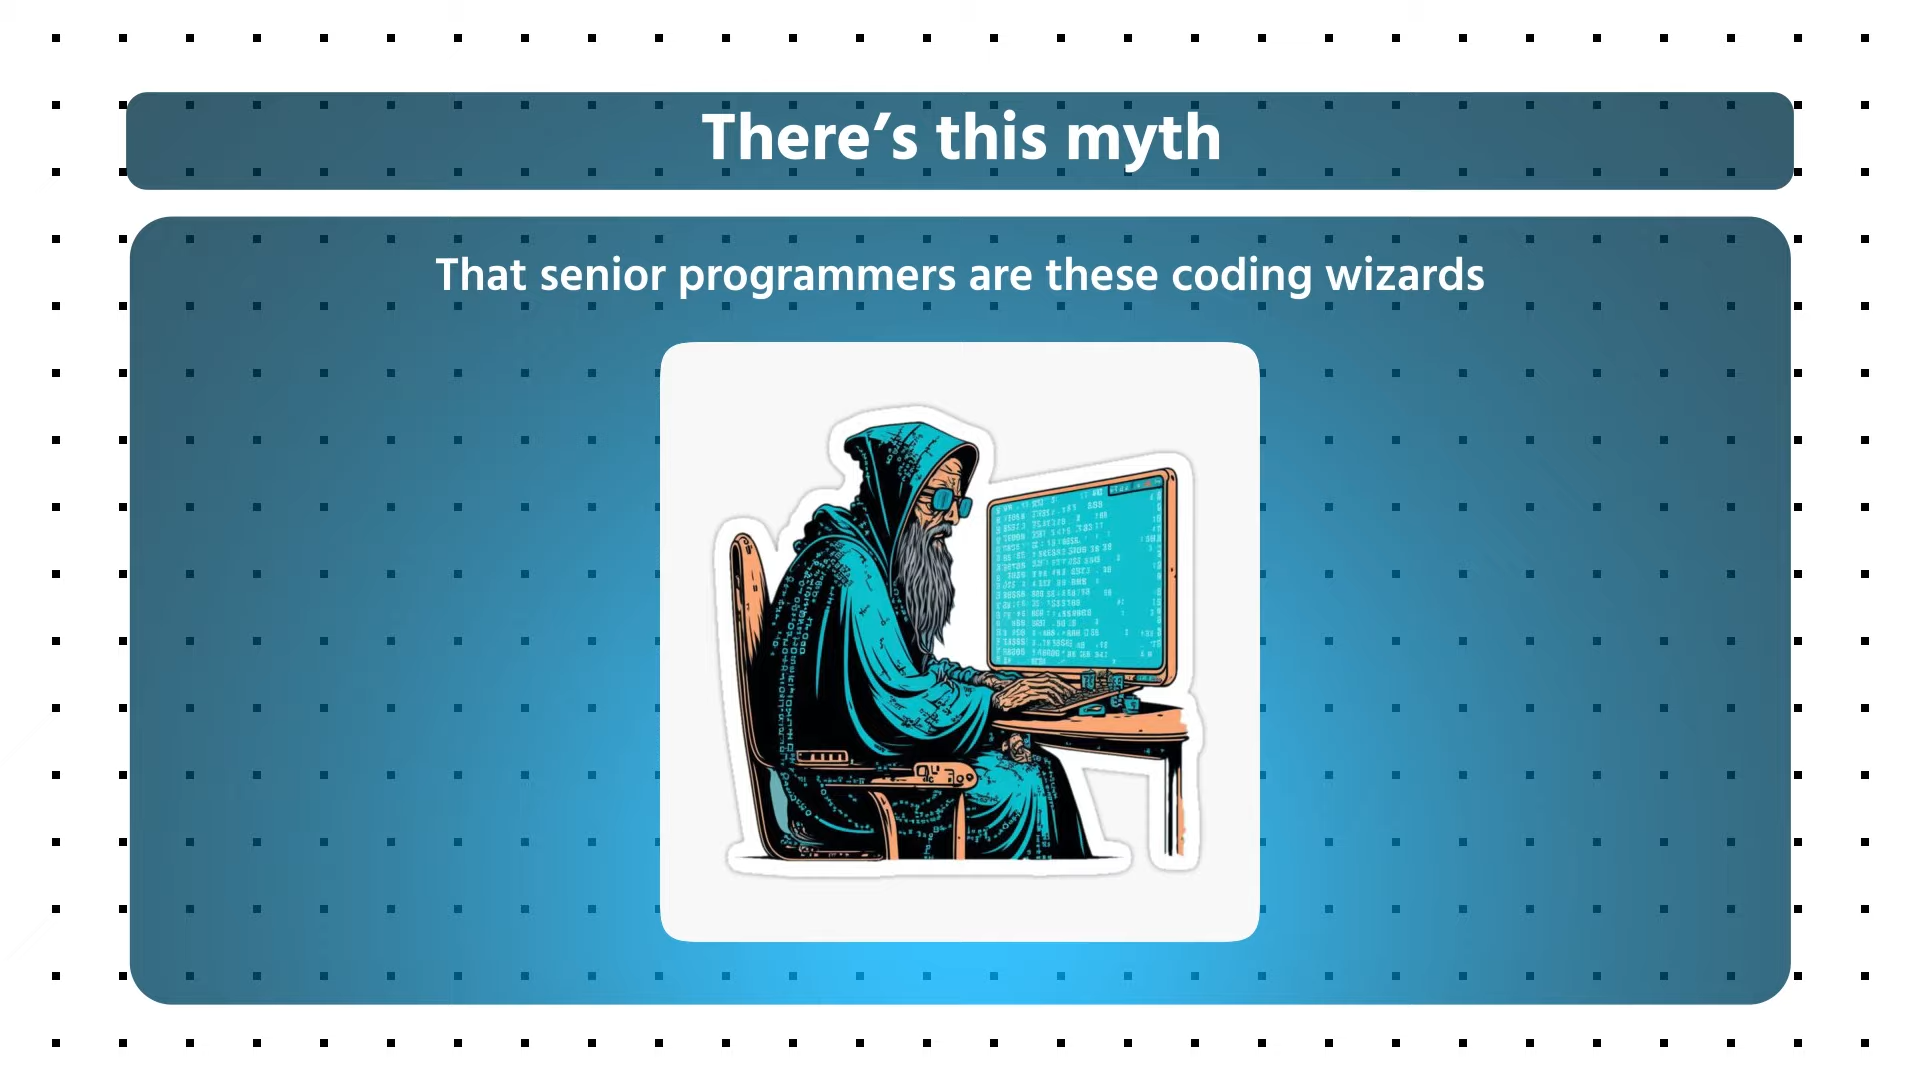 There’s this myth
That senior programmers are these coding wizards